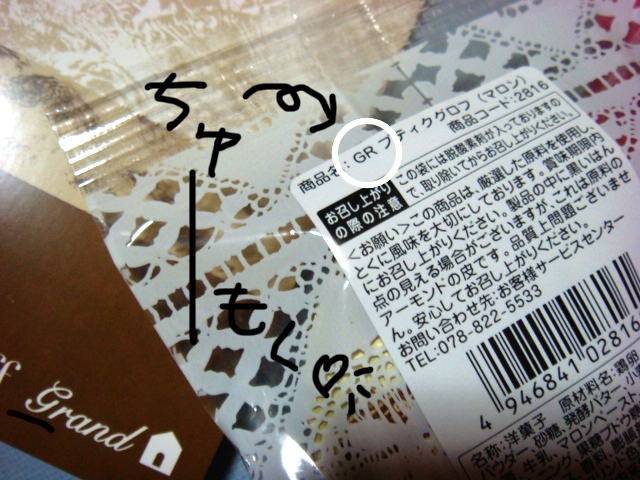 ちゅーもく♡
商品名:GR プティクグロフ (マロン)
商品コード:2816
お召し上がりの際の注意
この袋には脱酸素剤が入っておりますので、取り除いてからお召し上がりください。
<お願い>この商品は、厳選した原料を使用し
とくに風味を大切にしております。賞味期限内
にお召し上がりください。製品の中に黒いはん
点の見える場合がございますが、これは原料の
アーモンドの皮です。品質上問題ございませ
ん。安心してお召し上がりください。
お問い合わせ先:お客様サービスセンター
TEL:078-822-5533
4 946841 02816
名称:洋菓子 原材料名:鶏卵
パウダー、砂糖、発酵バター、小
牛乳、マロンペースト
Grand